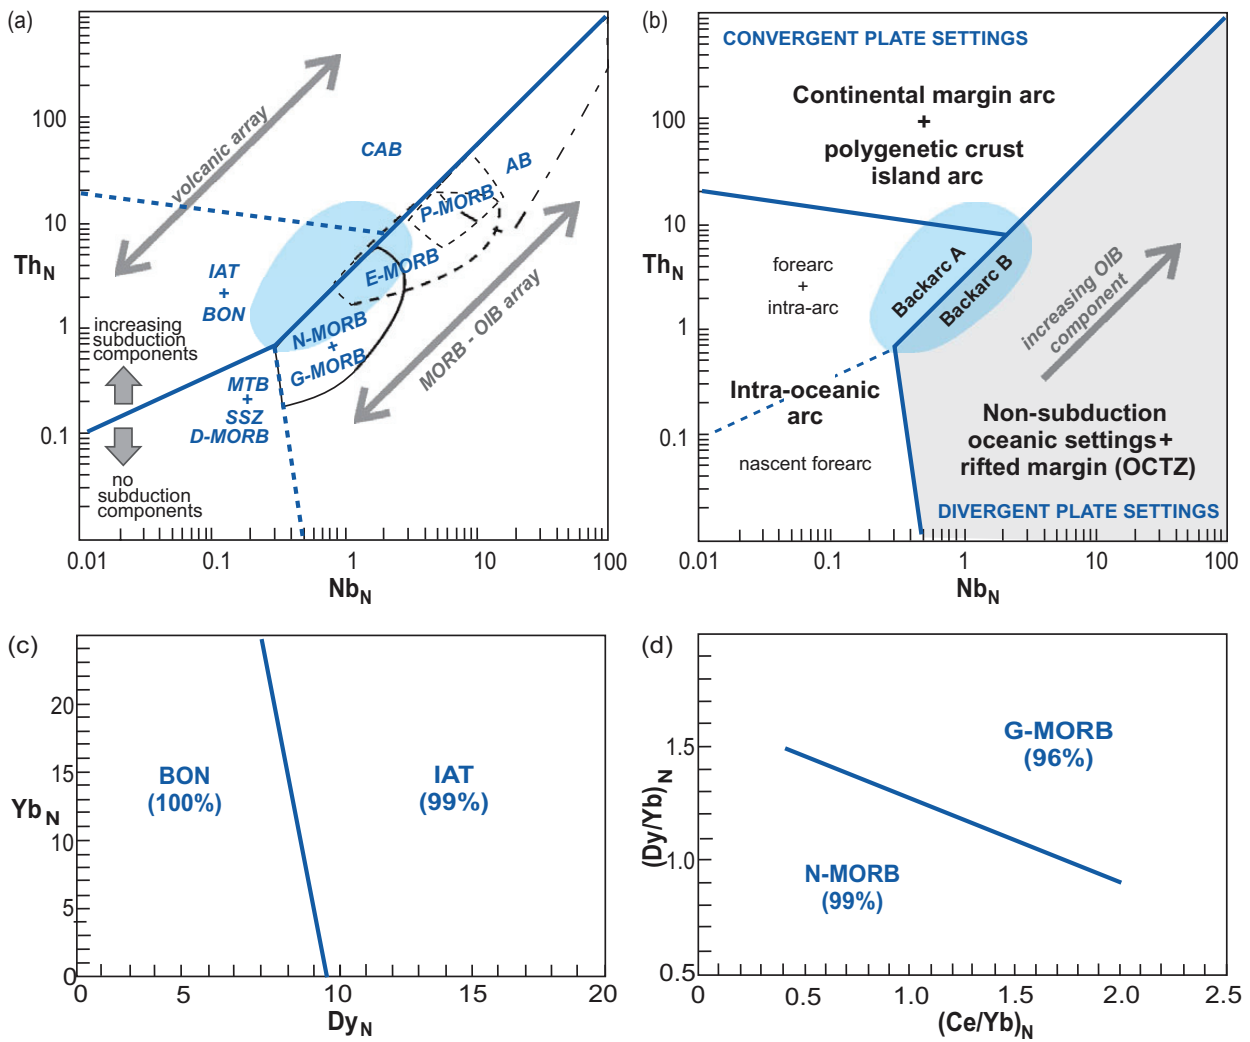 (a)
100
10
Th_N
1
0.1
volcanic array
CAB
AB
P-MORB
E-MORB
IAT
+
BON
N-MORB
+
G-MORB
MORB - OIB array
increasing
subduction
components
MTB
+
SSZ
D-MORB
no
subduction
components
0.01
0.1
1
10
100
Nb_N
(b)
CONVERGENT PLATE SETTINGS
Continental margin arc
+
polygenetic crust
island arc
100
10
Th_N
1
0.1
forearc
+
intra-arc
Backarc A
Backarc B
increasing OIB
component
Intra-oceanic
arc
nascent forearc
Non-subduction
oceanic settings+
rifted margin (OCTZ)
DIVERGENT PLATE SETTINGS
0.01
0.1
1
10
100
Nb_N
(c)
20
15
Yb_N
10
5
0
BON
(100%)
IAT
(99%)
5
10
15
20
Dy_N
(d)
1.5
(Dy/Yb)_N
1.0
0.5
G-MORB
(96%)
N-MORB
(99%)
0
0.5
1.0
1.5
2.0
2.5
(Ce/Yb)_N